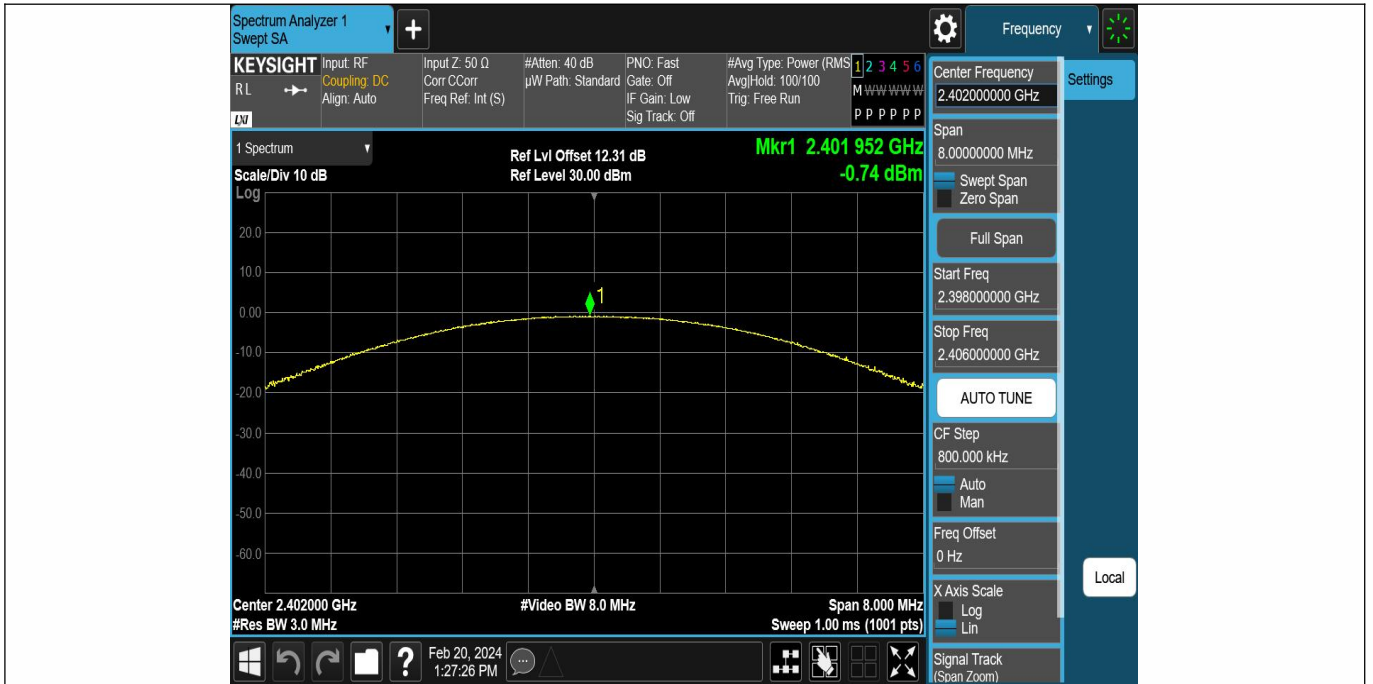 Spectrum Analyzer 1
Swept SA
+
Frequency
KEYSIGHT
R L
LXI
Input: RF
Coupling: DC
Align: Auto
Input Z: 50 Ω
Corr CCorr
Freq Ref: Int (S)
#Atten: 40 dB
µW Path: Standard
PNO: Fast
Gate: Off
IF Gain: Low
Sig Track: Off
#Avg Type: Power (RMS
Avg|Hold: 100/100
Trig: Free Run
1 2 3 4 5 6
M W W W W W
P P P P P P
1 Spectrum
Scale/Div 10 dB
Ref Lvl Offset 12.31 dB
Ref Level 30.00 dBm
Mkr1 2.401 952 GHz
-0.74 dBm
Log
20.0
10.0
0.00
-10.0
-20.0
-30.0
-40.0
-50.0
-60.0
1
Center 2.402000 GHz
#Res BW 3.0 MHz
#Video BW 8.0 MHz
Span 8.000 MHz
Sweep 1.00 ms (1001 pts)
Feb 20, 2024
1:27:26 PM
?
Center Frequency
2.402000000 GHz
Settings
Span
8.00000000 MHz
Swept Span
Zero Span
Full Span
Start Freq
2.398000000 GHz
Stop Freq
2.406000000 GHz
AUTO TUNE
CF Step
800.000 kHz
Auto
Man
Freq Offset
0 Hz
X Axis Scale
Log
Lin
Local
Signal Track
(Span Zoom)